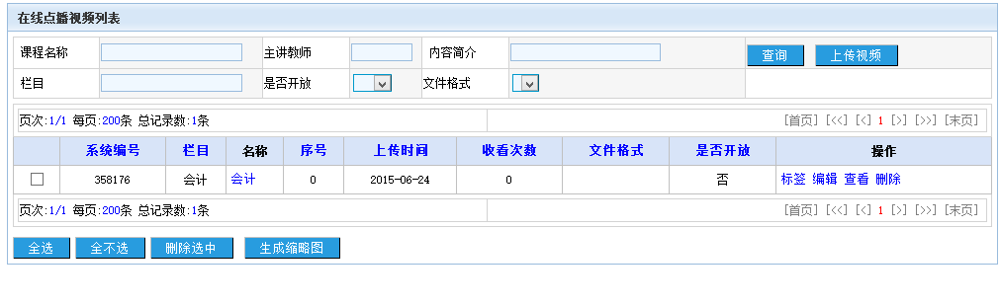 在线点播视频列表
课程名称 主讲教师 内容简介 查询 上传视频
栏目 是否开放 文件格式
页次:1/1 每页:200条 总记录数:1条 [首页] [<<] [<] 1 [>] [>>] [末页]
系统编号 栏目 名称 序号 上传时间 收看次数 文件格式 是否开放 操作
358176 会计 会计 0 2015-06-24 0 否 标签 编辑 查看 删除
页次:1/1 每页:200条 总记录数:1条 [首页] [<<] [<] 1 [>] [>>] [末页]
全选 全不选 删除选中 生成缩略图